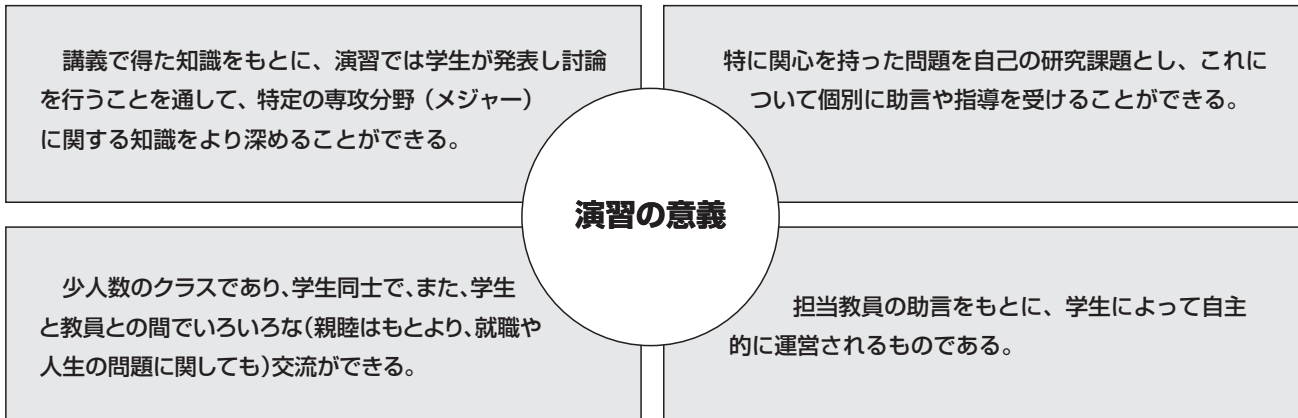 講義で得た知識をもとに、演習では学生が発表し討論
を行うことを通して、特定の専攻分野（メジャー）
に関する知識をより深めることができる。
特に関心を持った問題を自己の研究課題とし、これに
ついて個別に助言や指導を受けることができる。
演習の意義
少人数のクラスであり、学生同士で、また、学生
と教員との間でいろいろな（親睦はもとより、就職や
人生の問題に関しても）交流ができる。
担当教員の助言をもとに、学生によって自主
的に運営されるものである。